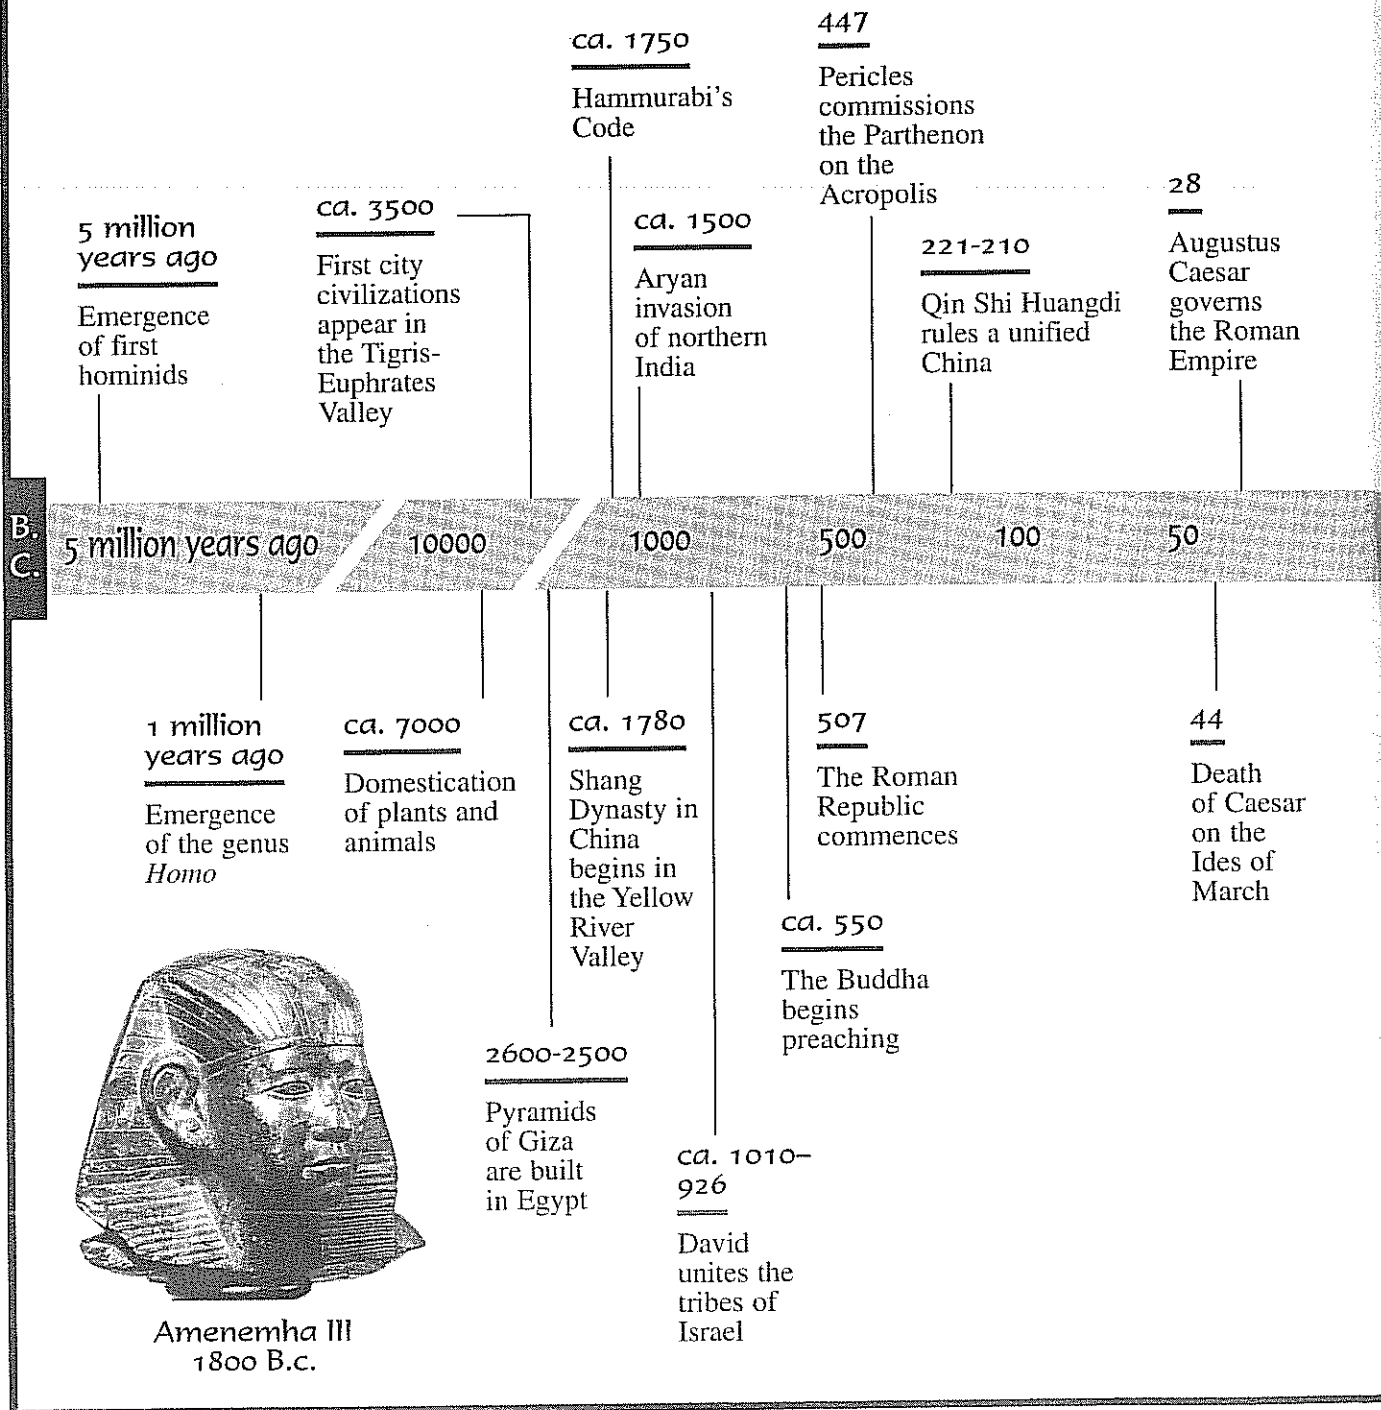 ca. 1750
Hammurabi's
Code
447
Pericles
commissions
the Parthenon
on the
Acropolis
5 million
years ago
Emergence
of first
hominids
ca. 3500
First city
civilizations
appear in
the Tigris-
Euphrates
Valley
ca. 1500
Aryan
invasion
of northern
India
221-210
Qin Shi Huangdi
rules a unified
China
28
Augustus
Caesar
governs
the Roman
Empire
B.
C.
5 million years ago 10000 1000 500 100 50
1 million
years ago
Emergence
of the genus
Homo
ca. 7000
Domestication
of plants and
animals
2600-2500
Pyramids
of Giza
are built
in Egypt
ca. 1780
Shang
Dynasty in
China
begins in
the Yellow
River
Valley
ca. 1010–
926
David
unites the
tribes of
Israel
ca. 550
The Buddha
begins
preaching
507
The Roman
Republic
commences
44
Death
of Caesar
on the
Ides of
March
Amenemha III
1800 B.C.